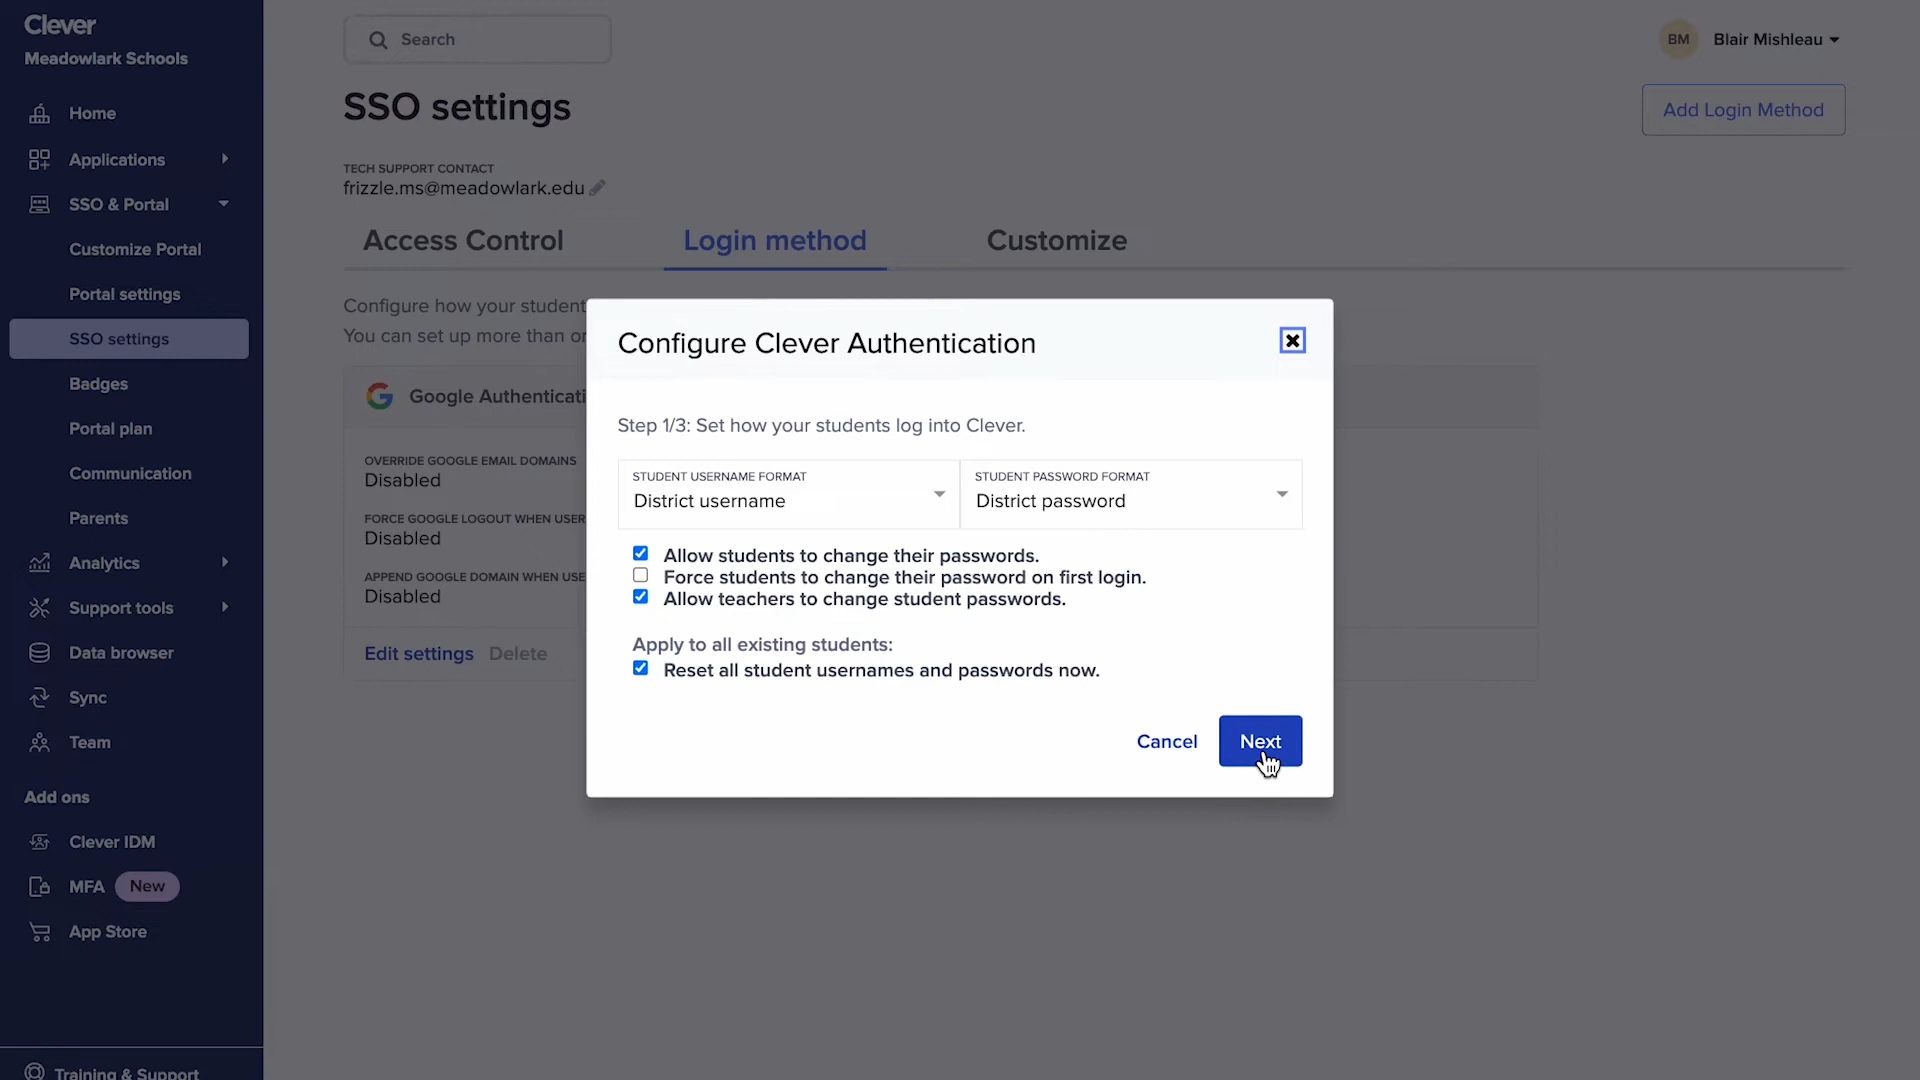 Clever
Meadowlark Schools
Home
Applications
SSO & Portal
Customize Portal
Portal settings
SSO settings
Badges
Portal plan
Communication
Parents
Analytics
Support tools
Data browser
Sync
Team
Add ons
Clever IDM
MFA New
App Store
Training & Support
Search
BM Blair Mishleau
SSO settings
Add Login Method
TECH SUPPORT CONTACT
frizzle.ms@meadowlark.edu
Access Control Login method Customize
Configure how your student
You can set up more than or
Google Authenticati
OVERRIDE GOOGLE EMAIL DOMAINS
Disabled
FORCE GOOGLE LOGOUT WHEN USER
Disabled
APPEND GOOGLE DOMAIN WHEN USE
Disabled
Edit settings Delete
Configure Clever Authentication
Step 1/3: Set how your students log into Clever.
STUDENT USERNAME FORMAT
District username
STUDENT PASSWORD FORMAT
District password
Allow students to change their passwords.
Force students to change their password on first login.
Allow teachers to change student passwords.
Apply to all existing students:
Reset all student usernames and passwords now.
Cancel Next